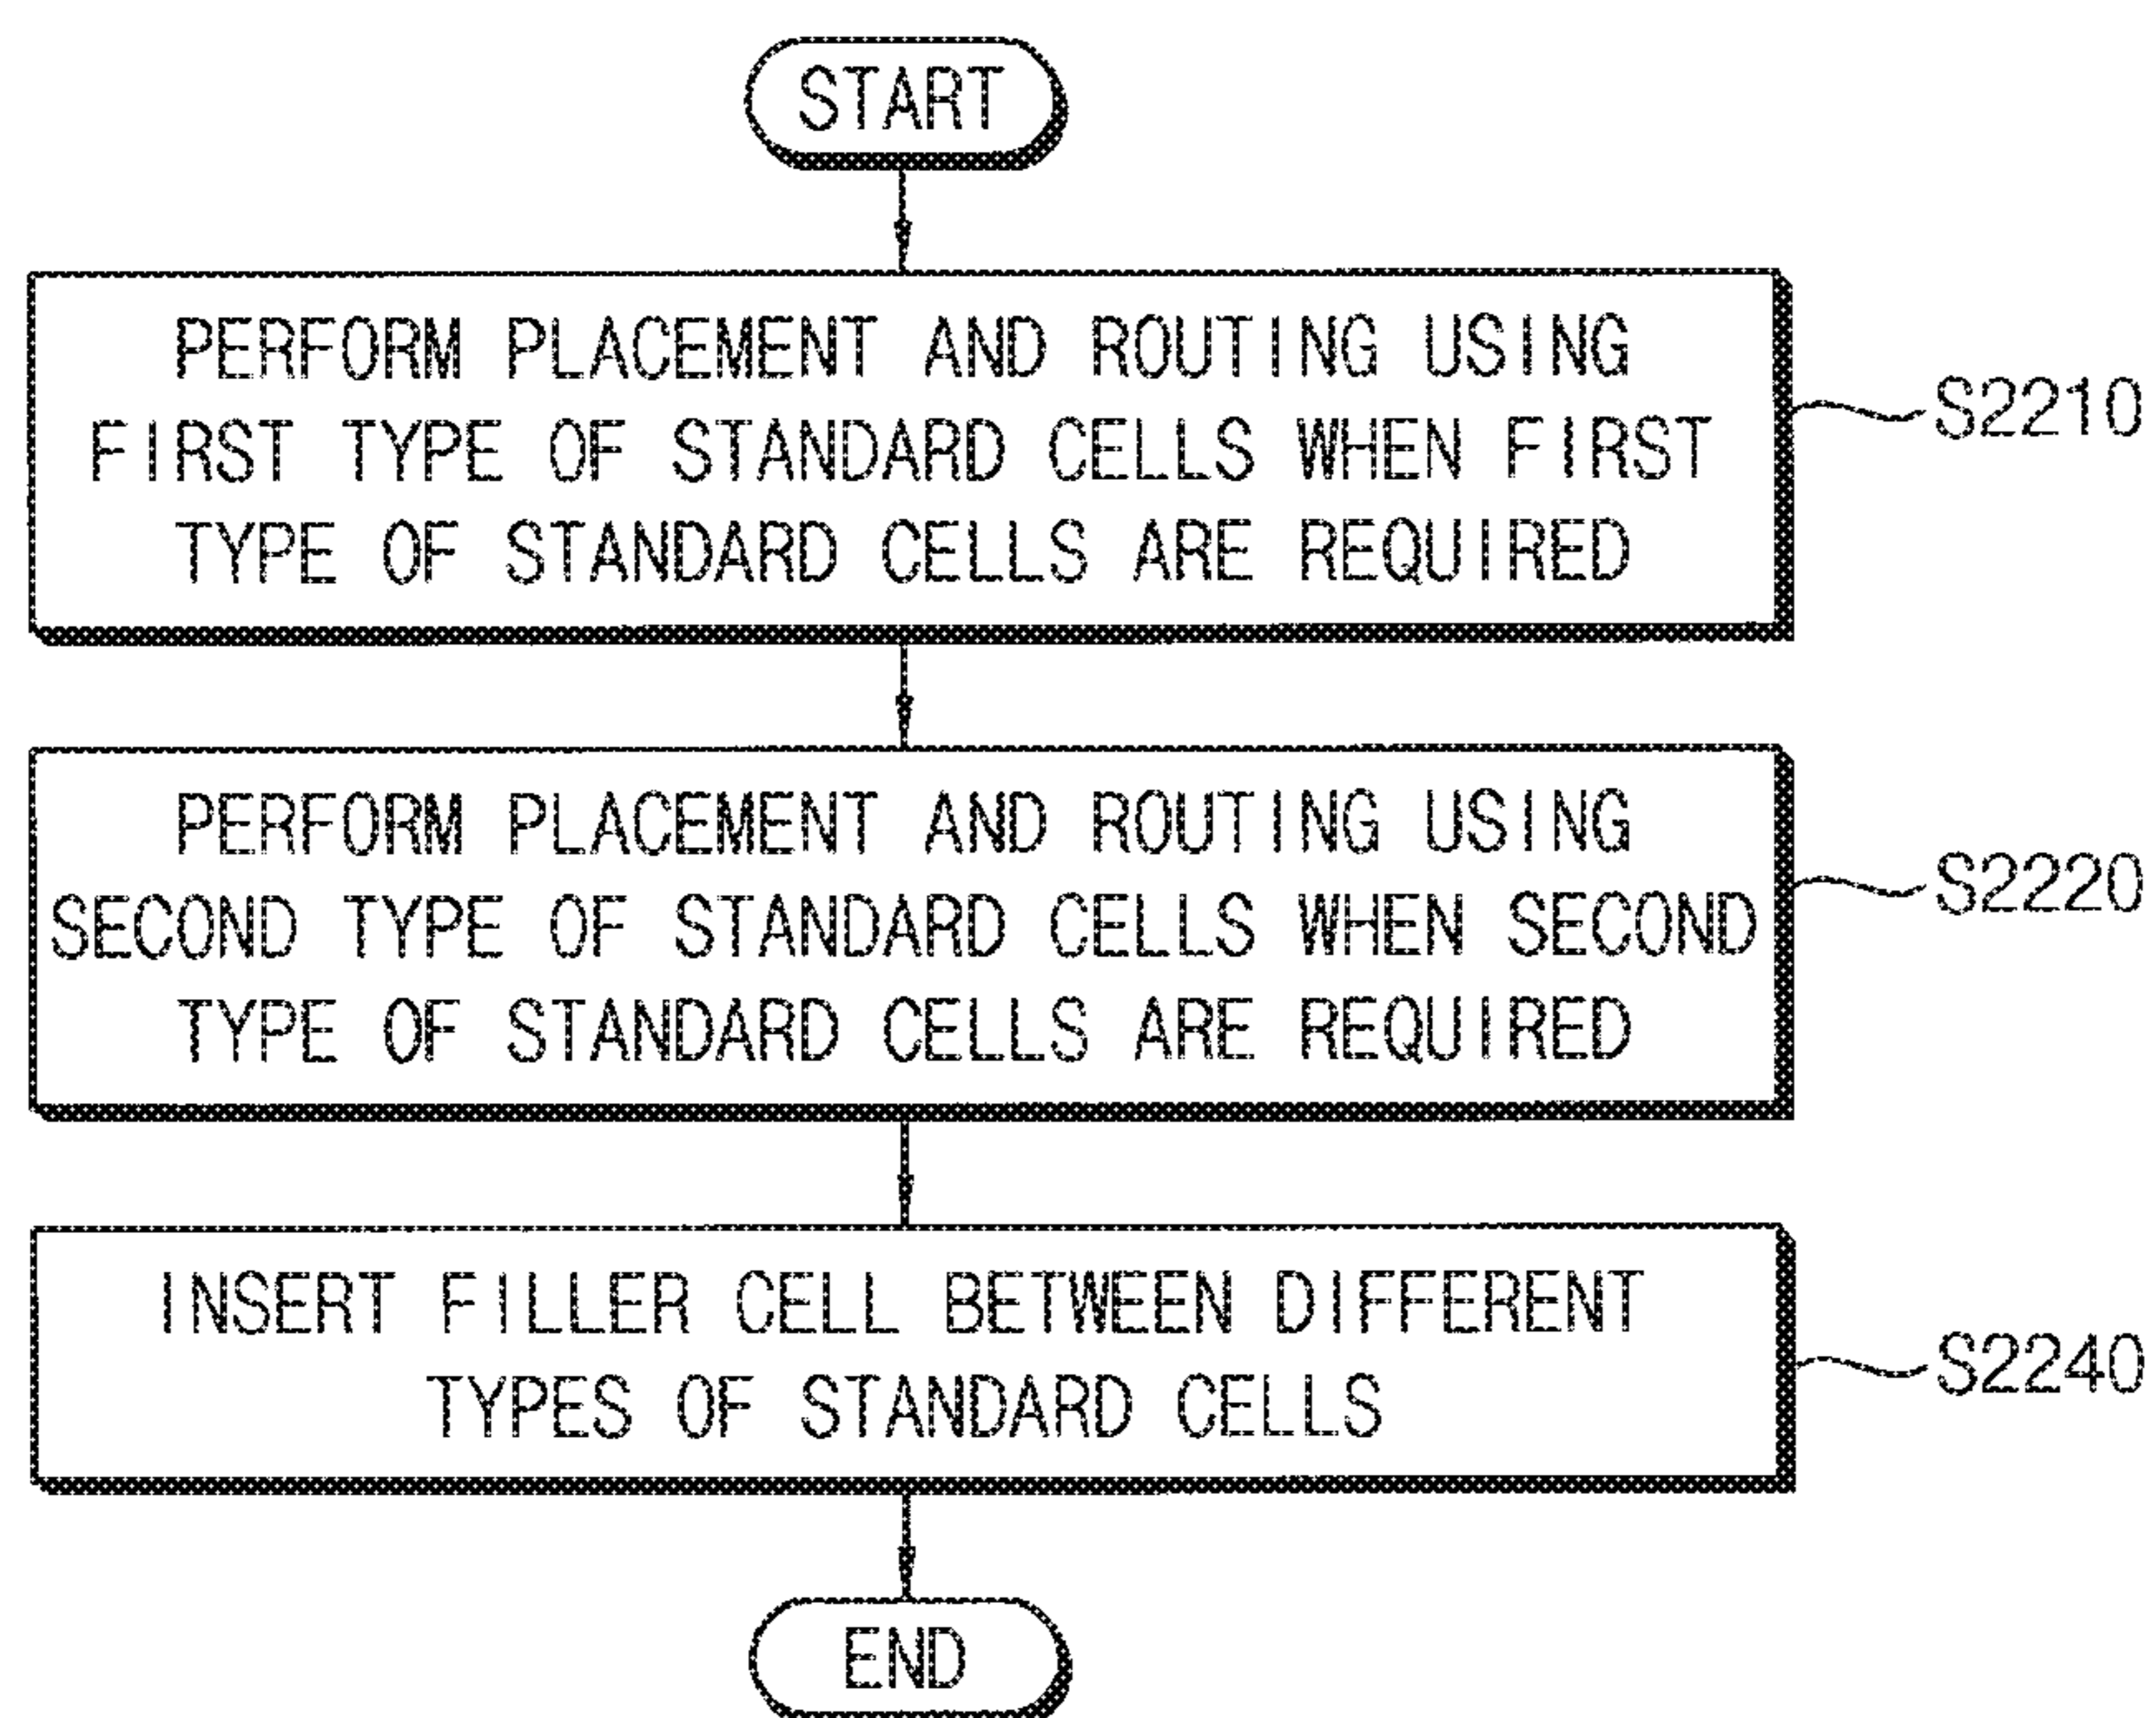 START
PERFORM PLACEMENT AND ROUTING USING
FIRST TYPE OF STANDARD CELLS WHEN FIRST
TYPE OF STANDARD CELLS ARE REQUIRED
S2210
PERFORM PLACEMENT AND ROUTING USING
SECOND TYPE OF STANDARD CELLS WHEN SECOND
TYPE OF STANDARD CELLS ARE REQUIRED
S2220
INSERT FILLER CELL BETWEEN DIFFERENT
TYPES OF STANDARD CELLS
S2240
END